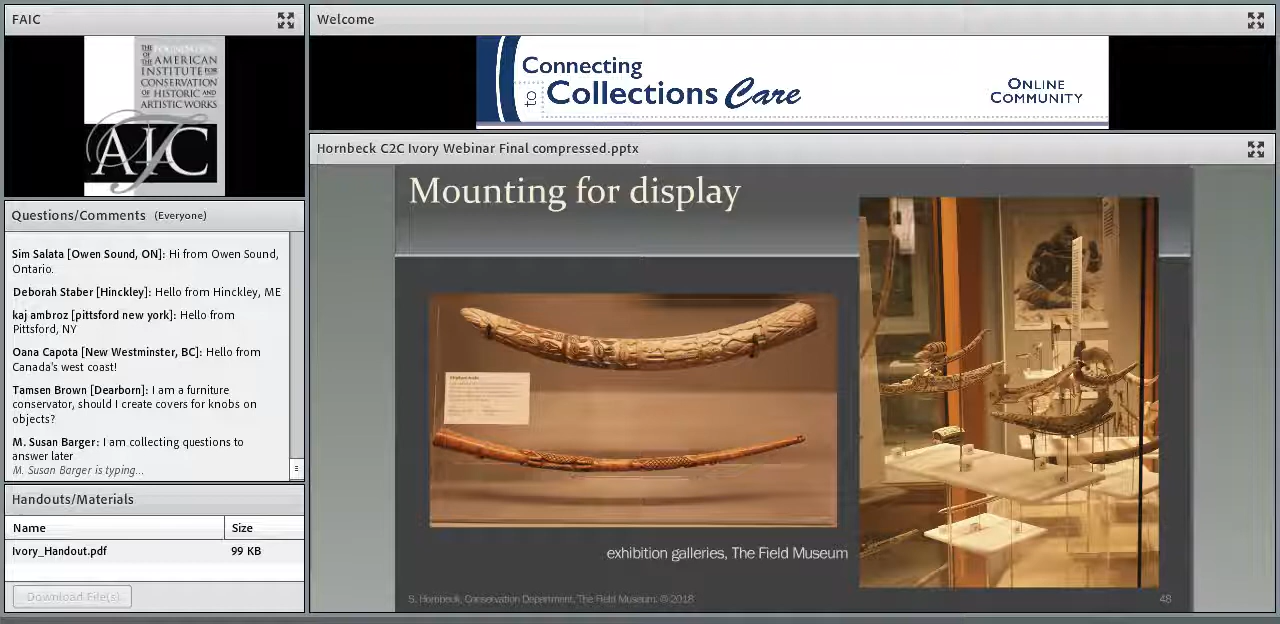 FAIC
THE FOUNDATION
OF THE AMERICAN
INSTITUTE FOR
CONSERVATION
OF HISTORIC AND
ARTISTIC WORKS
AIC
Questions/Comments (Everyone)
Sim Salata [Owen Sound, ON]: Hi from Owen Sound,
Ontario.
Deborah Staber [Hinckley]: Hello from Hinckley, ME
kaj ambroz [pittsford new york]: Hello from
Pittsford, NY
Oana Capota [New Westminster, BC]: Hello from
Canada's west coast!
Tamsen Brown [Dearborn]: I am a furniture
conservator, should I create covers for knobs on
objects?
M. Susan Barger: I am collecting questions to
answer later
M. Susan Barger is typing...
Handouts/Materials
Name Size
Ivory_Handout.pdf 99 KB
Download File(s)
Welcome
Connecting
to Collections Care
ONLINE
COMMUNITY
Hornbeck C2C Ivory Webinar Final compressed.pptx
Mounting for display
exhibition galleries, The Field Museum
S. Hornbeck, Conservation Department, The Field Museum. © 2018
48